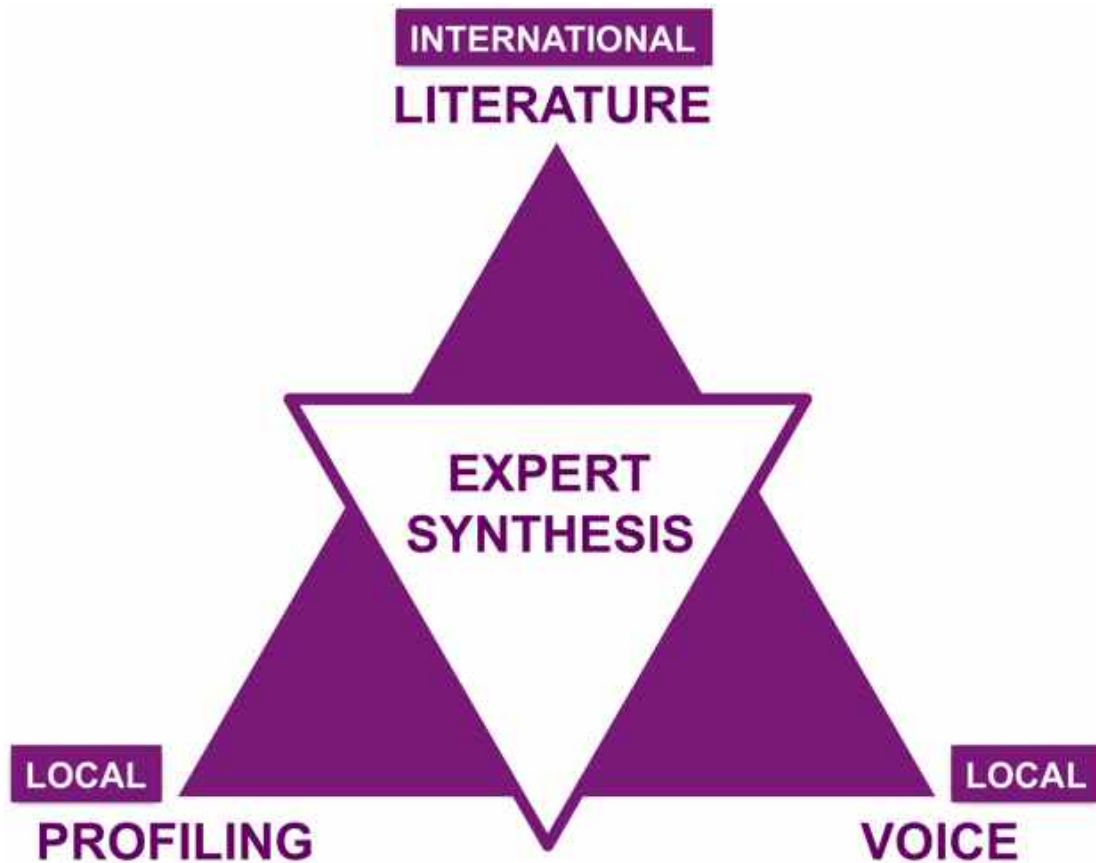 INTERNATIONAL
LITERATURE
EXPERT
SYNTHESIS
LOCAL
PROFILING
LOCAL
VOICE